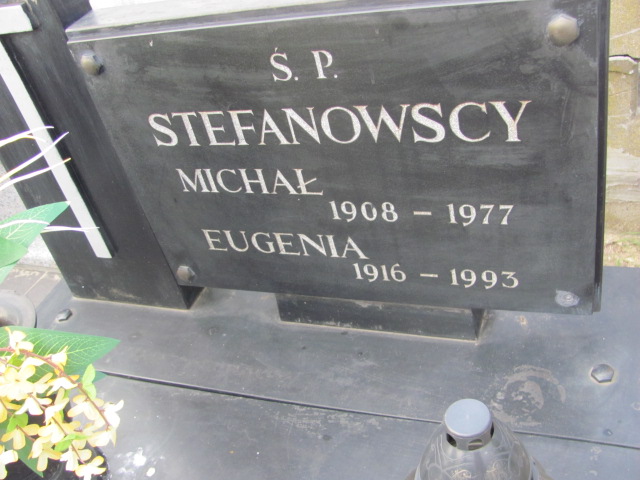 Ś. P.
STEFANOWSCY
MICHAŁ
1908 – 1977
EUGENIA
1916 – 1993